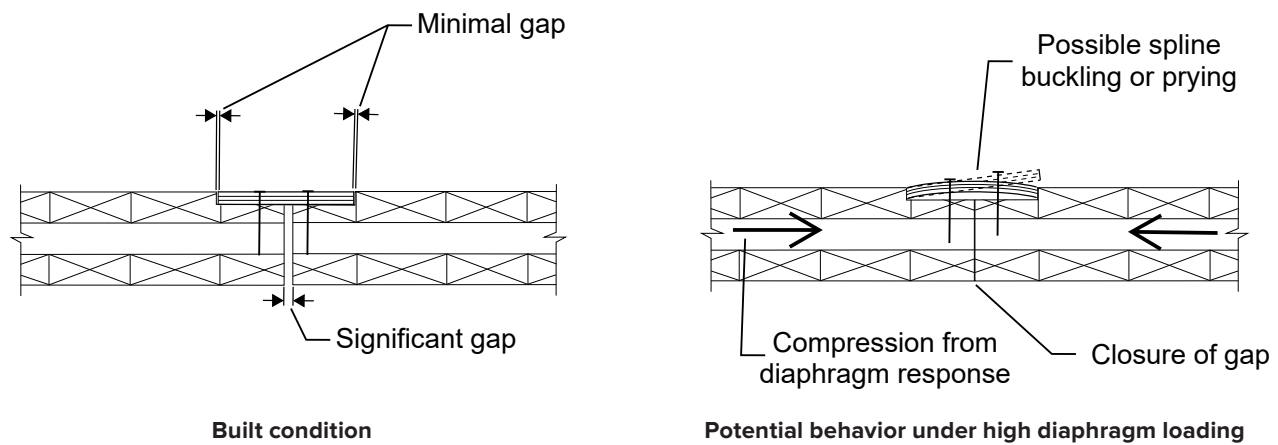 Minimal gap
Significant gap
Built condition
Possible spline
buckling or prying
Compression from
diaphragm response
Closure of gap
Potential behavior under high diaphragm loading